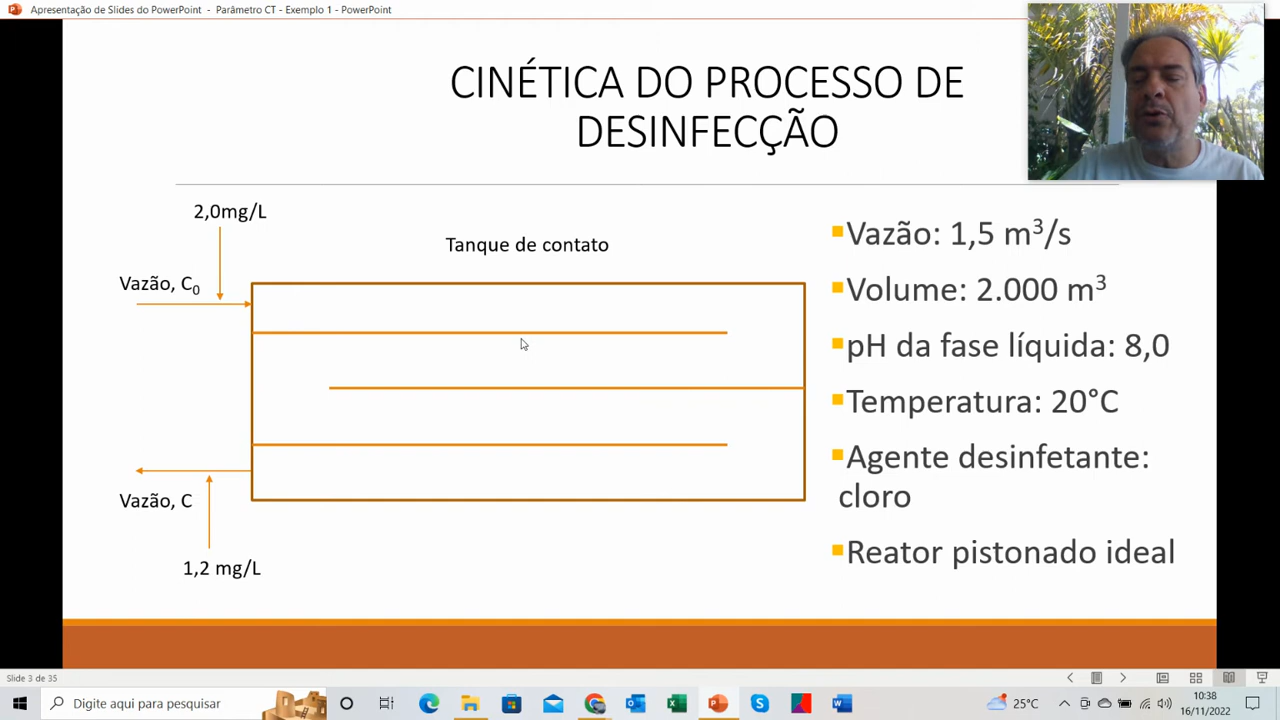 Apresentação de Slides do PowerPoint - Parâmetro CT - Exemplo 1 - PowerPoint
CINÉTICA DO PROCESSO DE
DESINFECÇÃO
2,0mg/L
Tanque de contato
Vazão, C₀
Vazão, C
1,2 mg/L
Vazão: 1,5 m³/s
Volume: 2.000 m³
pH da fase líquida: 8,0
Temperatura: 20°C
Agente desinfetante:
cloro
Reator pistonado ideal
Slide 3 de 35
Digite aqui para pesquisar
25°C
10:38
16/11/2022